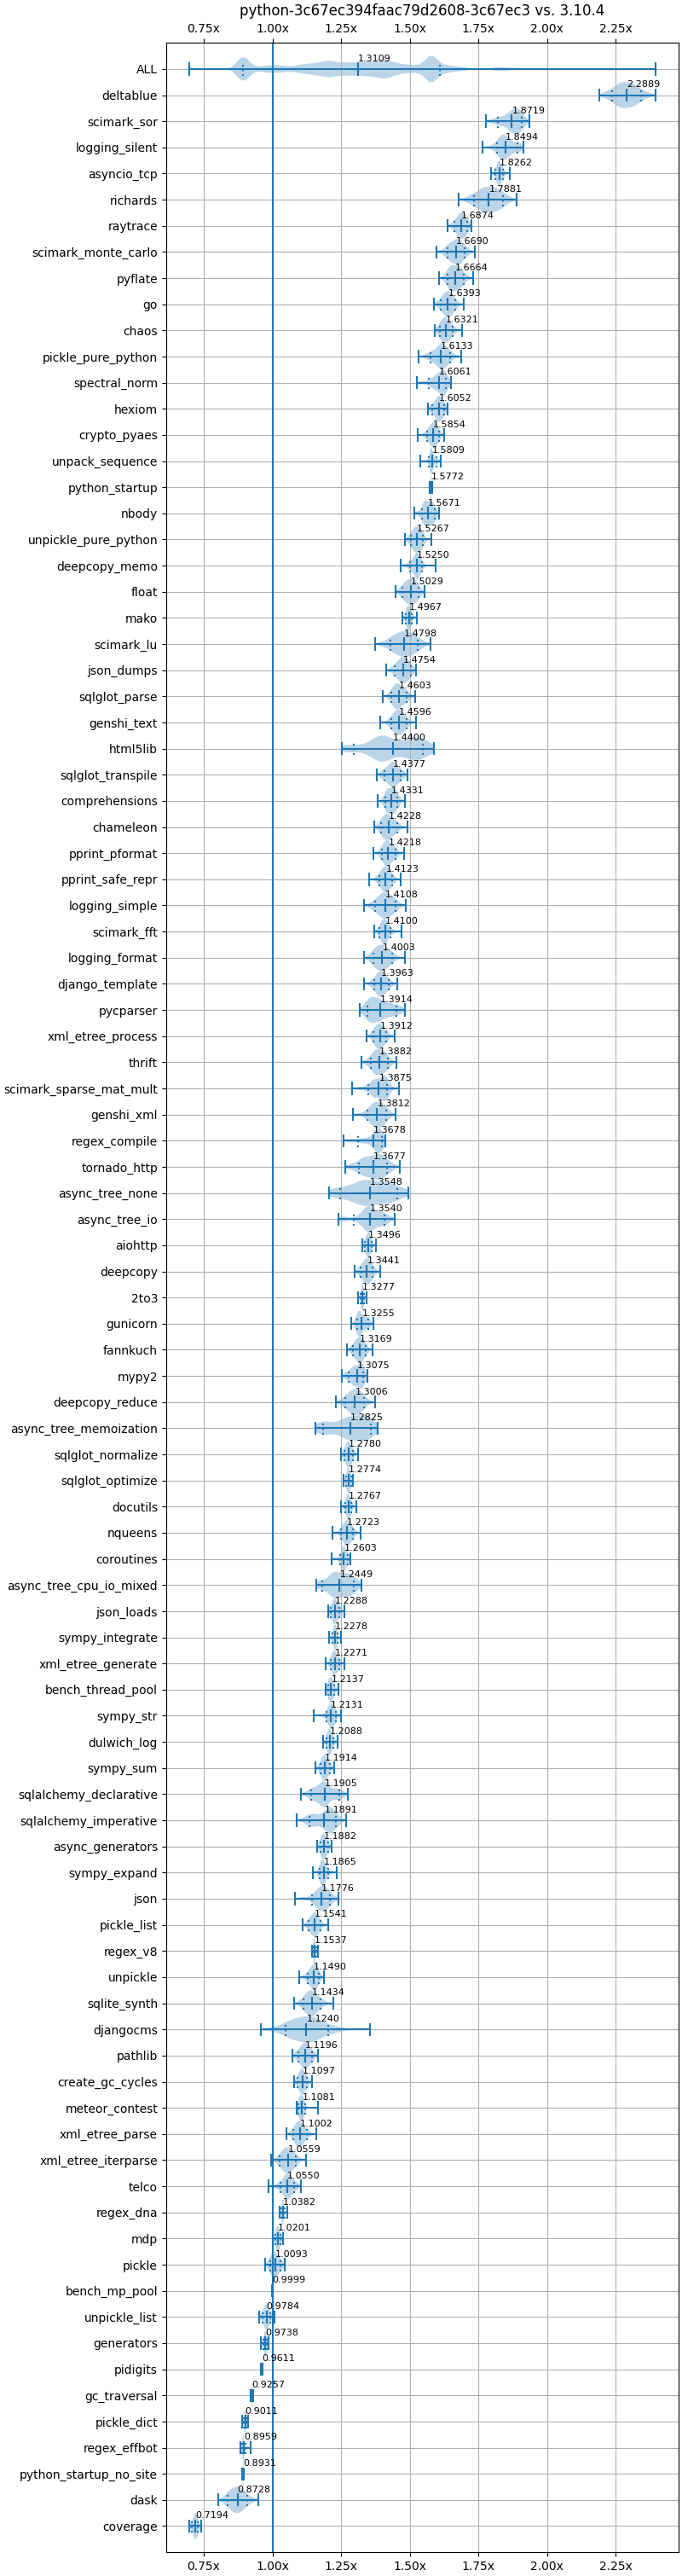 python-3c67ec394faac79d2608-3c67ec3 vs. 3.10.4
0.75x 1.00x 1.25x 1.50x 1.75x 2.00x 2.25x
ALL 1.3109
deltablue 2.2889
scimark_sor 1.8719
logging_silent 1.8494
asyncio_tcp 1.8262
richards 1.7881
raytrace 1.6874
scimark_monte_carlo 1.6690
pyflate 1.6664
go 1.6393
chaos 1.6321
pickle_pure_python 1.6133
spectral_norm 1.6061
hexiom 1.6052
crypto_pyaes 1.5854
unpack_sequence 1.5809
python_startup 1.5772
nbody 1.5671
unpickle_pure_python 1.5267
deepcopy_memo 1.5250
float 1.5029
mako 1.4967
scimark_lu 1.4798
json_dumps 1.4754
sqlglot_parse 1.4603
genshi_text 1.4596
html5lib 1.4400
sqlglot_transpile 1.4377
comprehensions 1.4331
chameleon 1.4228
pprint_pformat 1.4218
pprint_safe_repr 1.4123
logging_simple 1.4108
scimark_fft 1.4100
logging_format 1.4003
django_template 1.3963
pycparser 1.3914
xml_etree_process 1.3912
thrift 1.3882
scimark_sparse_mat_mult 1.3875
genshi_xml 1.3812
regex_compile 1.3678
tornado_http 1.3677
async_tree_none 1.3548
async_tree_io 1.3540
aiohttp 1.3496
deepcopy 1.3441
2to3 1.3277
gunicorn 1.3255
fannkuch 1.3169
mypy2 1.3075
deepcopy_reduce 1.3006
async_tree_memoization 1.2825
sqlglot_normalize 1.2780
sqlglot_optimize 1.2774
docutils 1.2767
nqueens 1.2723
coroutines 1.2603
async_tree_cpu_io_mixed 1.2449
json_loads 1.2288
sympy_integrate 1.2278
xml_etree_generate 1.2271
bench_thread_pool 1.2137
sympy_str 1.2131
dulwich_log 1.2088
sympy_sum 1.1914
sqlalchemy_declarative 1.1905
sqlalchemy_imperative 1.1891
async_generators 1.1882
sympy_expand 1.1865
json 1.1776
pickle_list 1.1541
regex_v8 1.1537
unpickle 1.1490
sqlite_synth 1.1434
djangocms 1.1240
pathlib 1.1196
create_gc_cycles 1.1097
meteor_contest 1.1081
xml_etree_parse 1.1002
xml_etree_iterparse 1.0559
telco 1.0550
regex_dna 1.0382
mdp 1.0201
pickle 1.0093
bench_mp_pool 0.9999
unpickle_list 0.9784
generators 0.9738
pidigits 0.9611
gc_traversal 0.9257
pickle_dict 0.9011
regex_effbot 0.8959
python_startup_no_site 0.8931
dask 0.8728
coverage 0.7194
0.75x 1.00x 1.25x 1.50x 1.75x 2.00x 2.25x